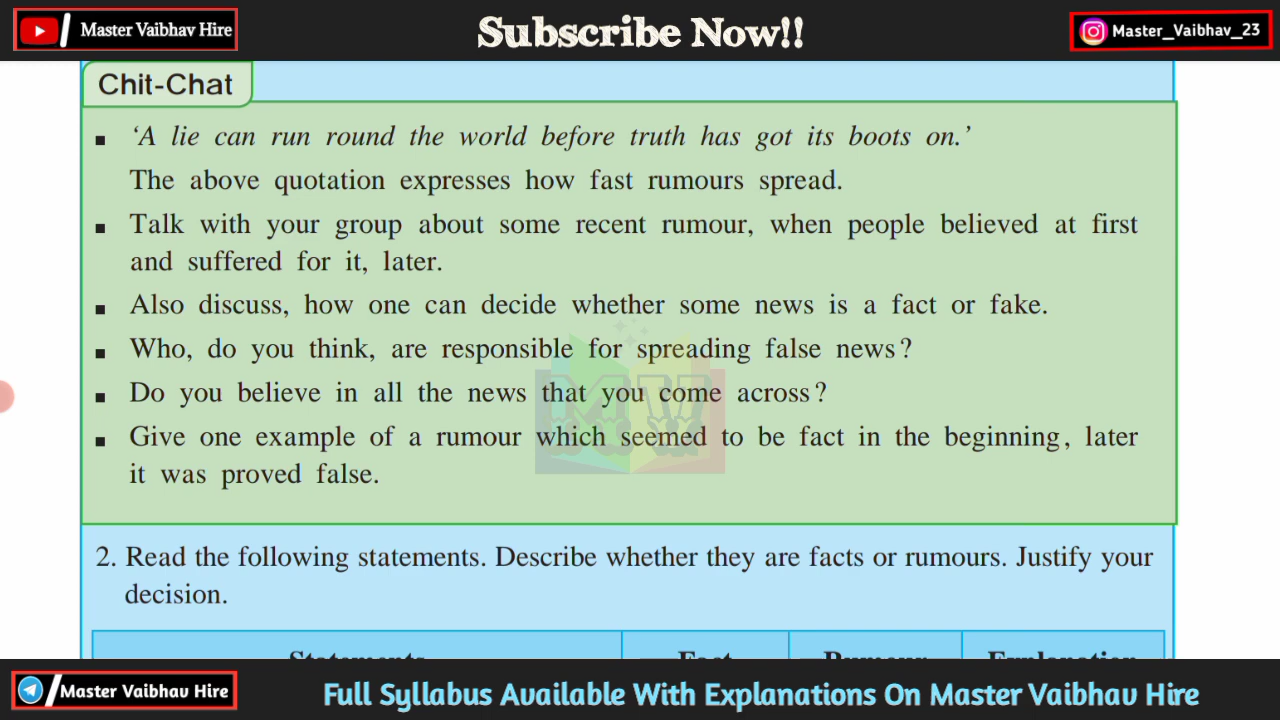 Master Vaibhav Hire
Subscribe Now!!
Master_Vaibhav_23
Chit-Chat
▪ ‘A lie can run round the world before truth has got its boots on.’
The above quotation expresses how fast rumours spread.
▪ Talk with your group about some recent rumour, when people believed at first
and suffered for it, later.
▪ Also discuss, how one can decide whether some news is a fact or fake.
▪ Who, do you think, are responsible for spreading false news?
▪ Do you believe in all the news that you come across?
▪ Give one example of a rumour which seemed to be fact in the beginning, later
it was proved false.
MV
2. Read the following statements. Describe whether they are facts or rumours. Justify your
decision.
Statements Fact Rumour Explanation
Master Vaibhav Hire
Full Syllabus Available With Explanations On Master Vaibhav Hire